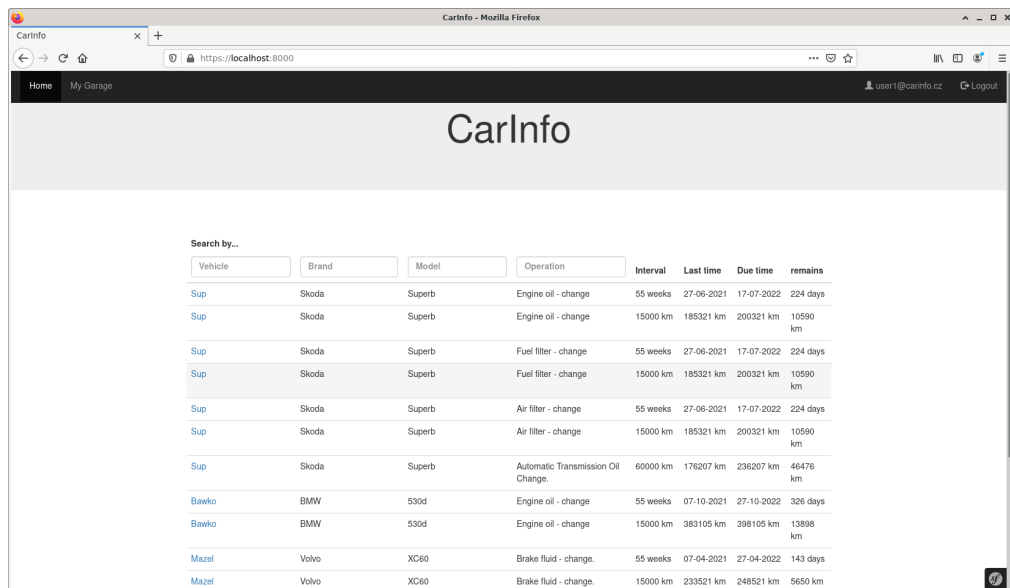 CarInfo - Mozilla Firefox
CarInfo
https://localhost:8000
Home My Garage user1@carinfo.cz Logout
CarInfo
Search by...
Vehicle Brand Model Operation Interval Last time Due time remains
Sup Skoda Superb Engine oil - change 55 weeks 27-06-2021 17-07-2022 224 days
Sup Skoda Superb Engine oil - change 15000 km 185321 km 200321 km 10590
km
Sup Skoda Superb Fuel filter - change 55 weeks 27-06-2021 17-07-2022 224 days
Sup Skoda Superb Fuel filter - change 15000 km 185321 km 200321 km 10590
km
Sup Skoda Superb Air filter - change 55 weeks 27-06-2021 17-07-2022 224 days
Sup Skoda Superb Air filter - change 15000 km 185321 km 200321 km 10590
km
Sup Skoda Superb Automatic Transmission Oil 60000 km 176207 km 236207 km 46476
Change. km
Bawko BMW 530d Engine oil - change 55 weeks 07-10-2021 27-10-2022 326 days
Bawko BMW 530d Engine oil - change 15000 km 383105 km 398105 km 13898
km
Mazel Volvo XC60 Brake fluid - change. 55 weeks 07-04-2021 27-04-2022 143 days
Mazel Volvo XC60 Brake fluid - change. 15000 km 233521 km 248521 km 5650 km